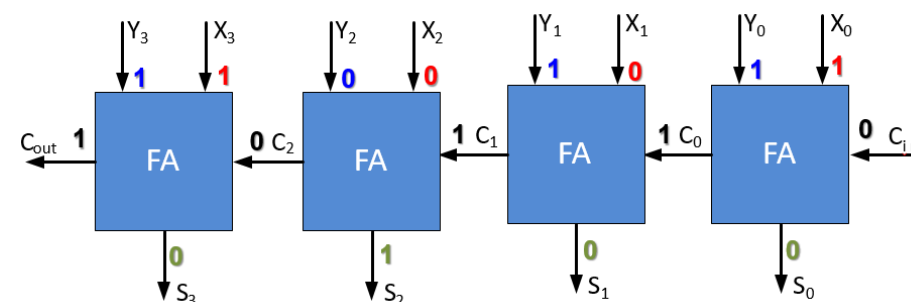 Y3 X3 Y2 X2 Y1 X1 Y0 X0
1 1 0 0 1 0 1 1
Cout 1 0 C2 1 C1 1 C0 0 Ci
FA FA FA FA
0 1 0 0
S3 S2 S1 S0